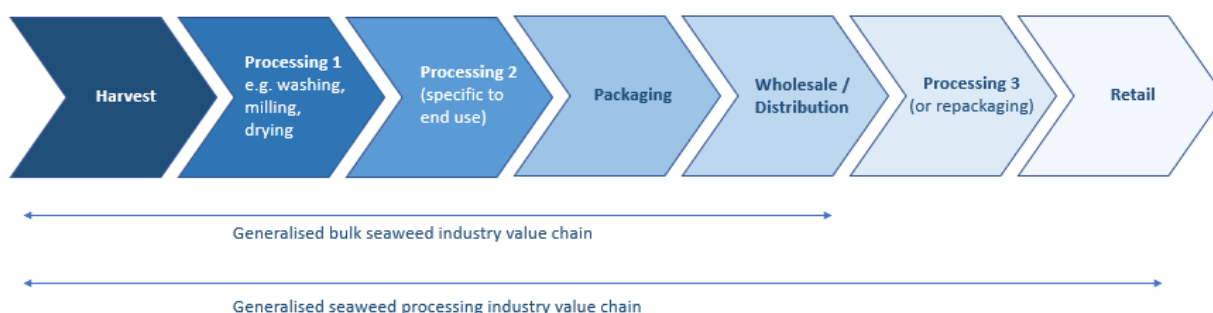 Harvest
Processing 1
e.g. washing,
milling,
drying
Processing 2
(specific to
end use)
Packaging
Wholesale /
Distribution
Processing 3
(or repackaging)
Retail
Generalised bulk seaweed industry value chain
Generalised seaweed processing industry value chain